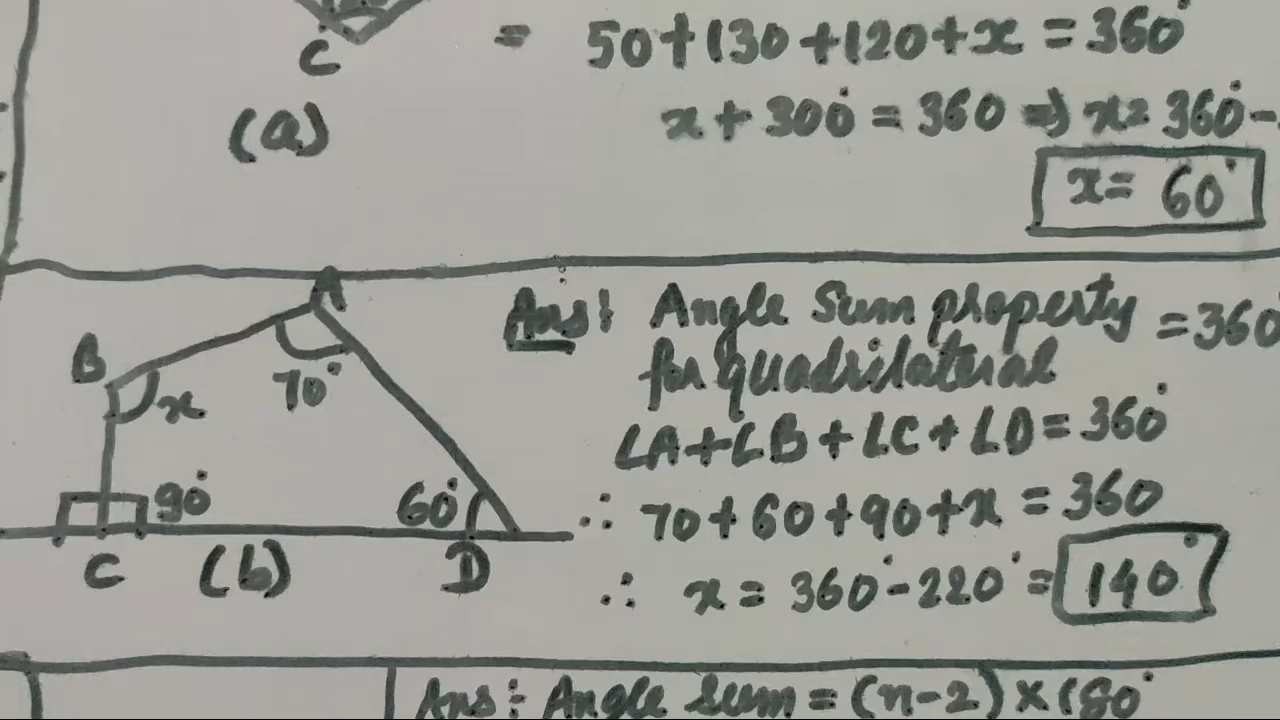 C
(a)
= 50+130+120+x = 360°
x + 300° = 360 ⇒ x = 360° -
x = 60°
A
B
x
70°
90°
60°
C
(b)
D
Ans: Angle Sum property = 360°
for quadrilateral
∠A+∠B+∠C+∠D = 360°
∴ 70+60+90+x = 360
∴ x = 360° - 220° = 140°
Ans: Angle sum = (n-2) × 180°